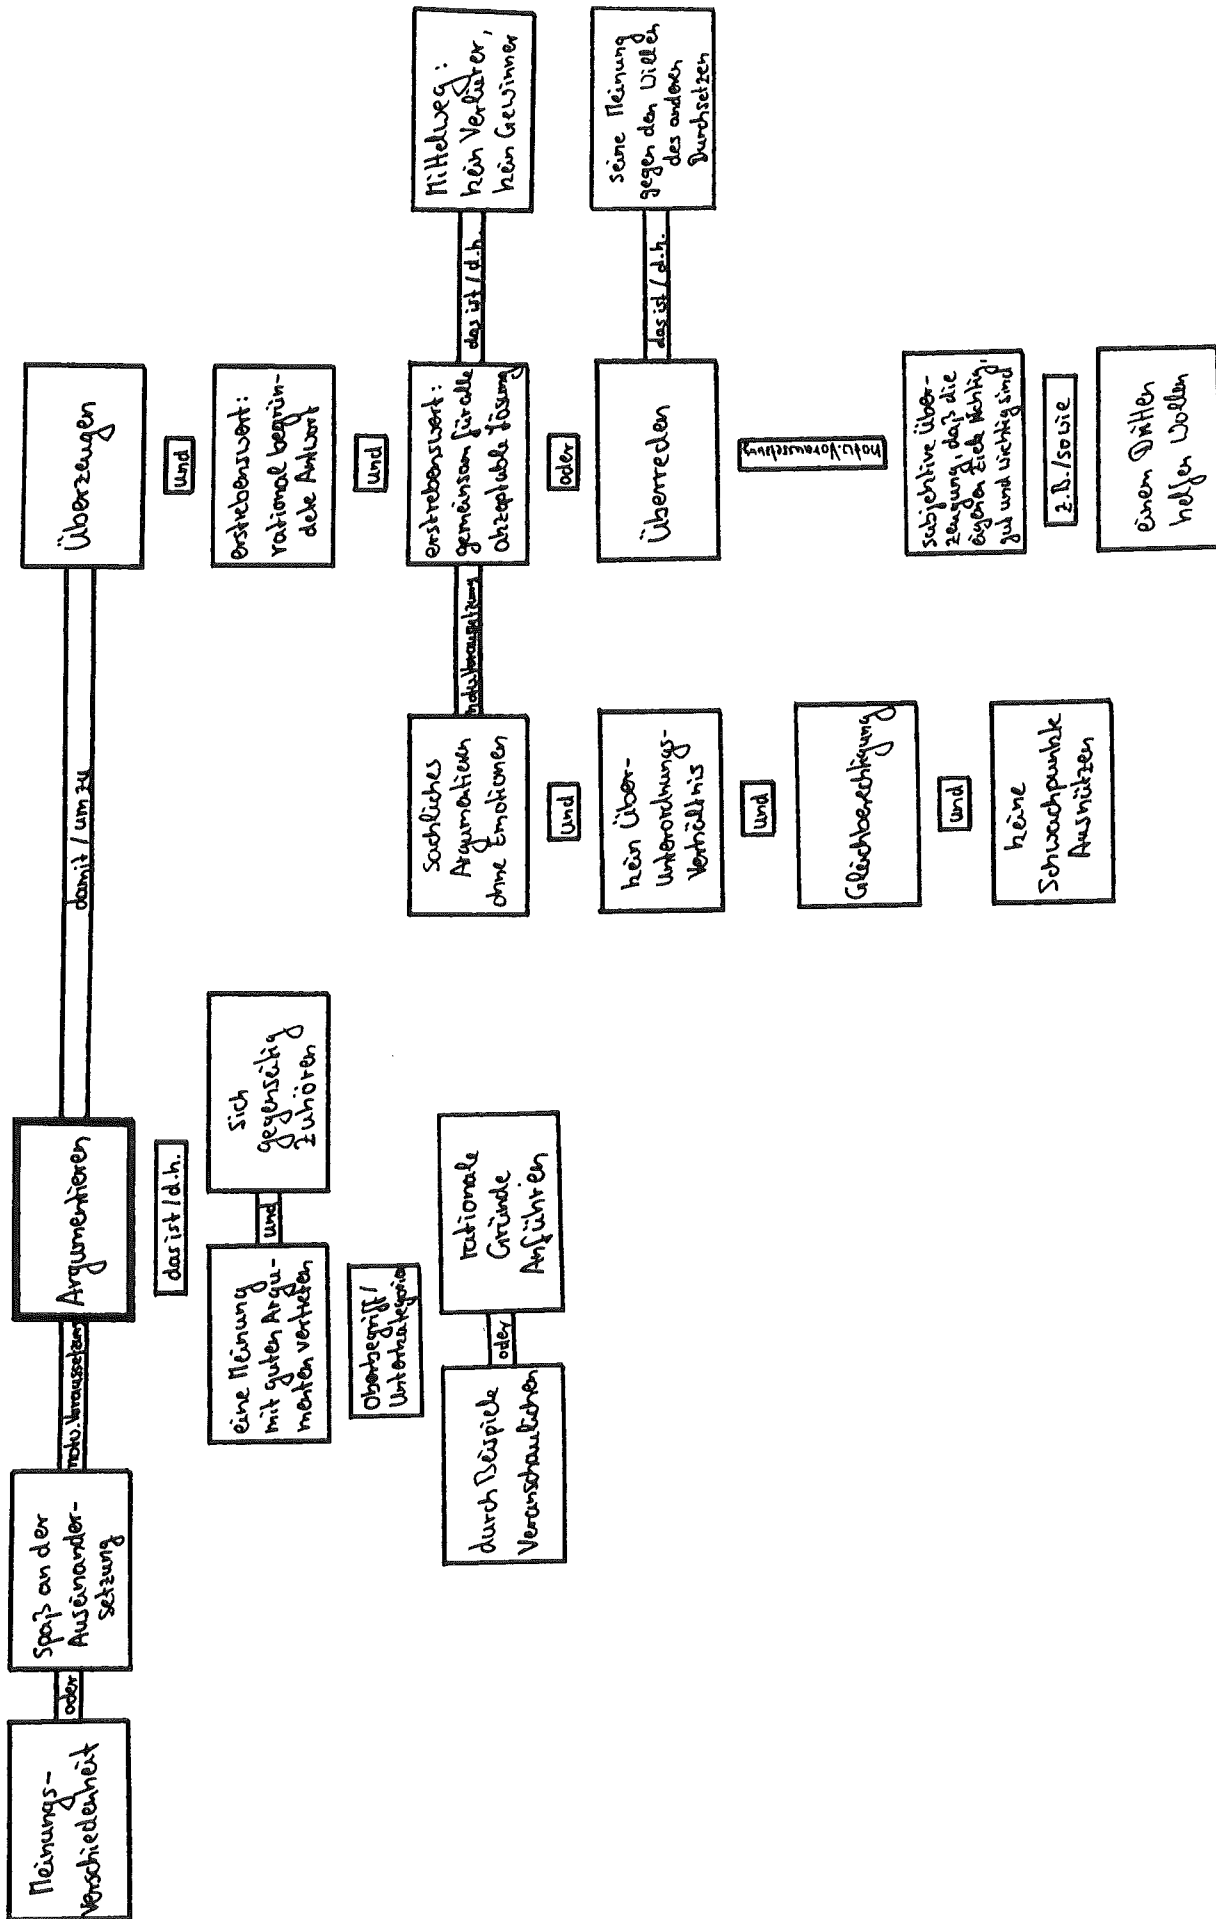 Meinungs-
verschiedenheit
oder
Spaß an der
Auseinander-
setzung
motv. Voraussetzung
Argumentieren
damit / um zu
Überzeugen
das ist / d.h.
eine Meinung
mit guten Argu-
menten vertreten
und
sich
gegenseitig
zuhören
Oberbegriff /
Unterkategorie
durch Beispiele
Veranschaulichen
oder
rationale
Gründe
Anführen
und
erstrebenswert:
rational begrün-
dete Antwort
und
Sachliches
Argumentieren
ohne Emotionen
motv. Voraussetzung
erstrebenswert:
gemeinsam für alle
akzeptable Lösung
das ist / d.h.
Mittelweg:
kein Verlierer,
kein Gewinner
und
kein Über-
Unterordnungs-
Verhältnis
und
Gleichberechtigung
und
keine
Schwachpunkte
Ausnützen
oder
Überreden
das ist / d.h.
seine Meinung
gegen den Willen
des anderen
Durchsetzen
motv. Voraussetzung
subjektive Über-
zeugung, daß die
eigenen Ziele richtig,
gut und wichtig sind
z.B. / sowie
einen Dritten
helfen Wollen